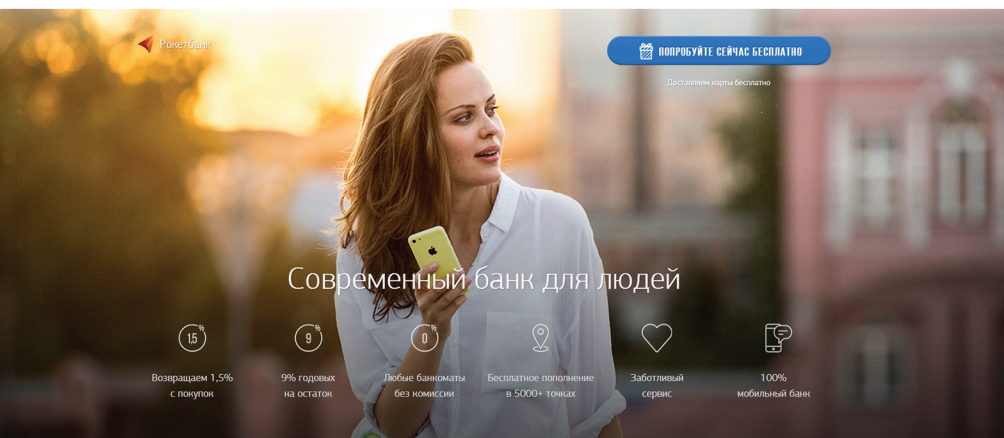 Рокетбанк
ПОПРОБУЙТЕ СЕЙЧАС БЕСПЛАТНО
Доставляем карты бесплатно
Современный банк для людей
1,5 %
9 %
0 %
Возвращаем 1,5%
с покупок
9% годовых
на остаток
Любые банкоматы
без комиссии
Бесплатное пополнение
в 5000+ точках
Заботливый
сервис
100%
мобильный банк